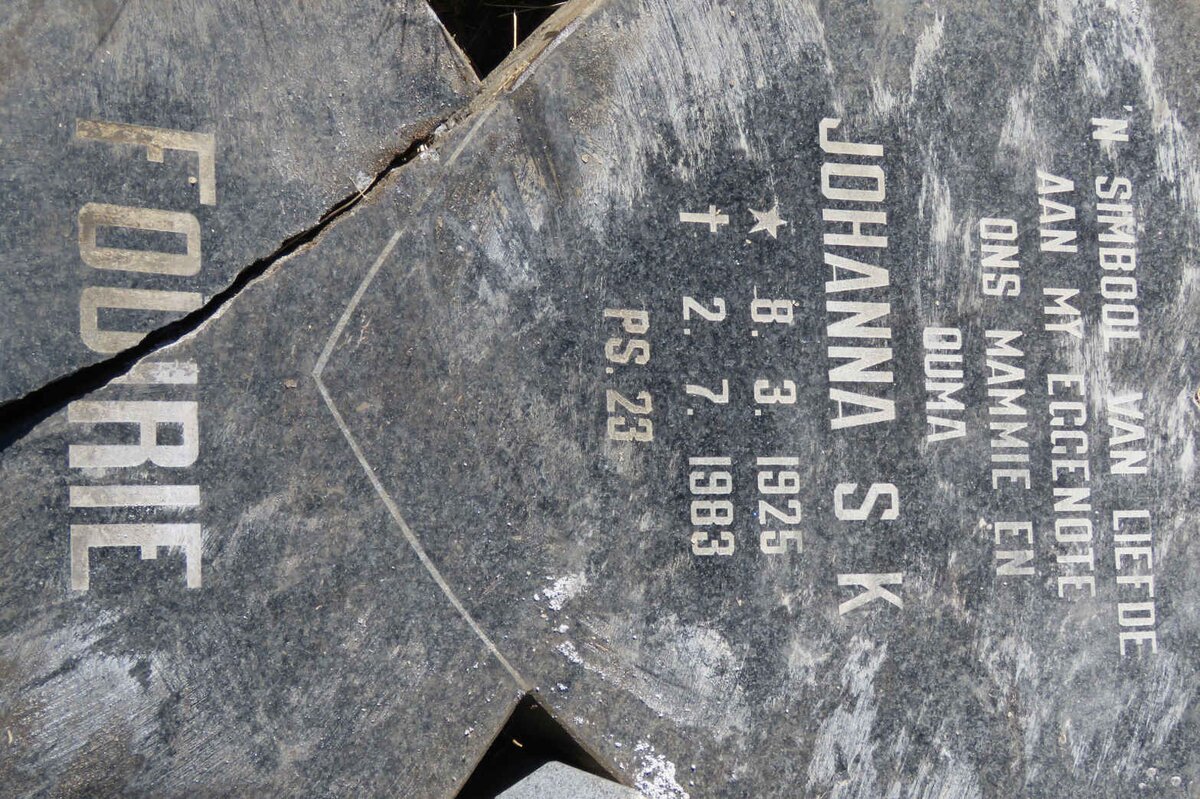 'N SIMBOOL VAN LIEFDE
AAN MY EGGENOTE
ONS MAMMIE EN
OUMA
JOHANNA S K
★ 8. 3. 1925
✝ 2. 7. 1983
PS. 23
FOURIE